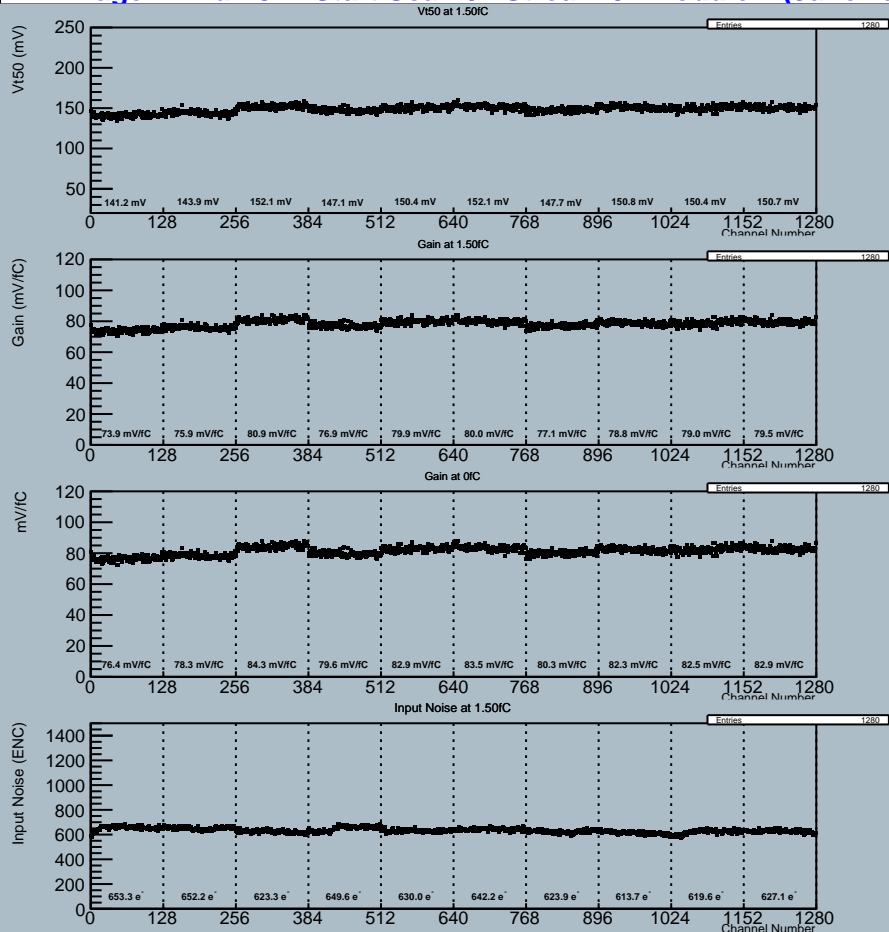 Vt50 at 1.50fC
Entries 1280
Vt50 (mV)
250
200
150
100
50
141.2 mV 143.9 mV 152.1 mV 147.1 mV 150.4 mV 152.1 mV 147.7 mV 150.8 mV 150.4 mV 150.7 mV
0 128 256 384 512 640 768 896 1024 1152 1280
Channel Number
Gain at 1.50fC
Entries 1280
Gain (mV/fC)
120
100
80
60
40
20
0
73.9 mV/fC 75.9 mV/fC 80.9 mV/fC 76.9 mV/fC 79.9 mV/fC 80.0 mV/fC 77.1 mV/fC 78.8 mV/fC 79.0 mV/fC 79.5 mV/fC
0 128 256 384 512 640 768 896 1024 1152 1280
Channel Number
Gain at 0fC
Entries 1280
mV/fC
120
100
80
60
40
20
0
76.4 mV/fC 78.3 mV/fC 84.3 mV/fC 79.6 mV/fC 82.9 mV/fC 83.5 mV/fC 80.3 mV/fC 82.3 mV/fC 82.5 mV/fC 82.9 mV/fC
0 128 256 384 512 640 768 896 1024 1152 1280
Channel Number
Input Noise at 1.50fC
Entries 1280
Input Noise (ENC)
1400
1200
1000
800
600
400
200
0
653.3 e⁻ 652.2 e⁻ 623.3 e⁻ 649.6 e⁻ 630.0 e⁻ 642.2 e⁻ 623.9 e⁻ 613.7 e⁻ 619.6 e⁻ 627.1 e⁻
0 128 256 384 512 640 768 896 1024 1152 1280
Channel Number